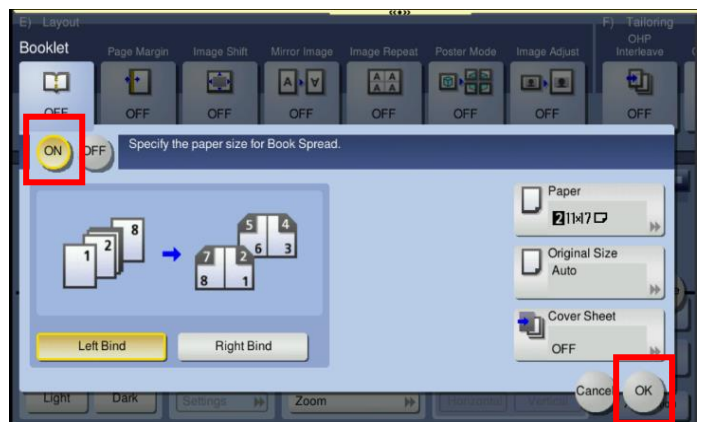 E) Layout
F) Tailoring
Booklet
Page Margin
Image Shift
Mirror Image
Image Repeat
Poster Mode
Image Adjust
OHP
Interleave
A A
A A
A A
OFF
OFF
OFF
OFF
OFF
OFF
OFF
OFF
ON
OFF
Specify the paper size for Book Spread.
1
2
8
7
2
8
1
5
4
6
3
Left Bind
Right Bind
Paper
2 11x17
Original Size
Auto
Cover Sheet
OFF
Cancel
OK
Light
Dark
Settings
Zoom
Horizontal
Vertical